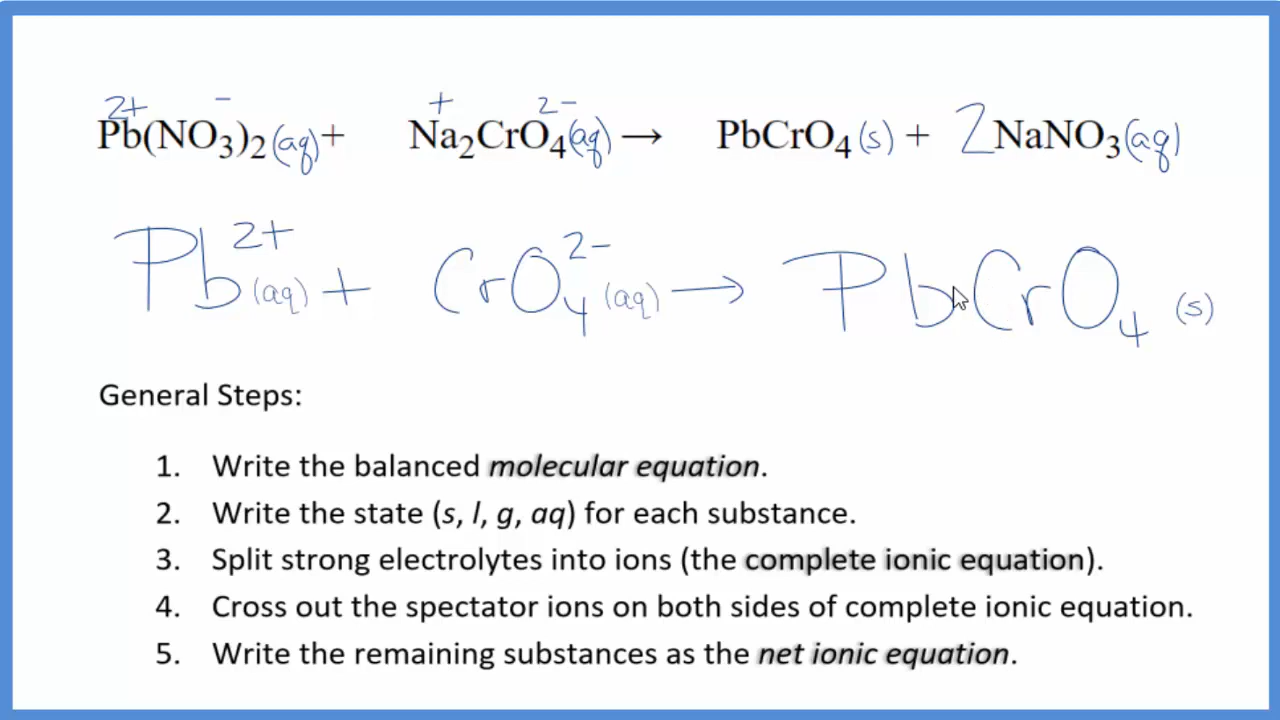 2+ − + 2−
Pb(NO₃)₂(aq) + Na₂CrO₄(aq) → PbCrO₄(s) + 2NaNO₃(aq)
Pb²⁺(aq) + CrO₄²⁻(aq) → PbCrO₄(s)
General Steps:
1. Write the balanced molecular equation.
2. Write the state (s, l, g, aq) for each substance.
3. Split strong electrolytes into ions (the complete ionic equation).
4. Cross out the spectator ions on both sides of complete ionic equation.
5. Write the remaining substances as the net ionic equation.